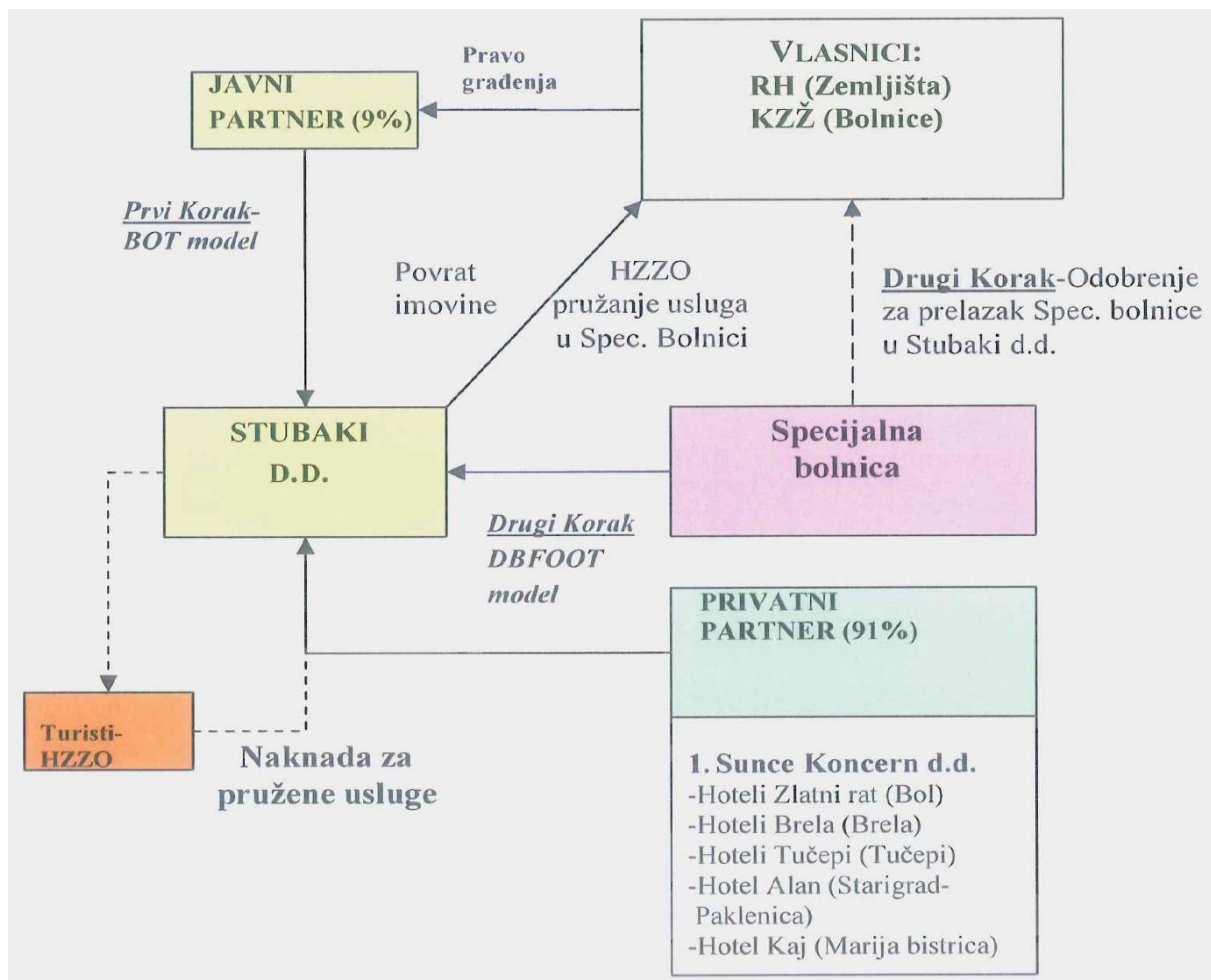 Pravo
građenja
JAVNI
PARTNER (9%)
VLASNICI:
RH (Zemljišta)
KZŽ (Bolnice)
Prvi Korak-
BOT model
Povrat
imovine
HZZO
pružanje usluga
u Spec. Bolnici
Drugi Korak-Odobrenje
za prelazak Spec. bolnice
u Stubaki d.d.
STUBAKI
D.D.
Specijalna
bolnica
Drugi Korak
DBFOOT
model
PRIVATNI
PARTNER (91%)
Turisti-
HZZO
Naknada za
pružene usluge
1. Sunce Koncern d.d.
-Hoteli Zlatni rat (Bol)
-Hoteli Brela (Brela)
-Hoteli Tučepi (Tučepi)
-Hotel Alan (Starigrad-
Paklenica)
-Hotel Kaj (Marija bistrica)